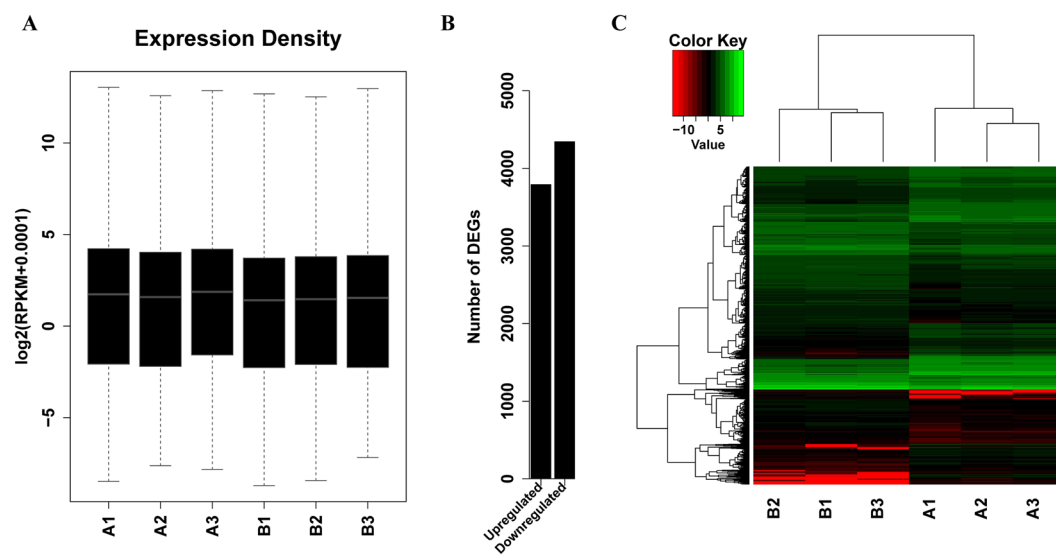 A
Expression Density
log2(RPKM+0.0001)
10
5
0
−5
A1
A2
A3
B1
B2
B3
B
Number of DEGs
5000
4000
3000
2000
1000
0
Upregulated
Downregulated
C
Color Key
−10
5
Value
B2
B1
B3
A1
A2
A3